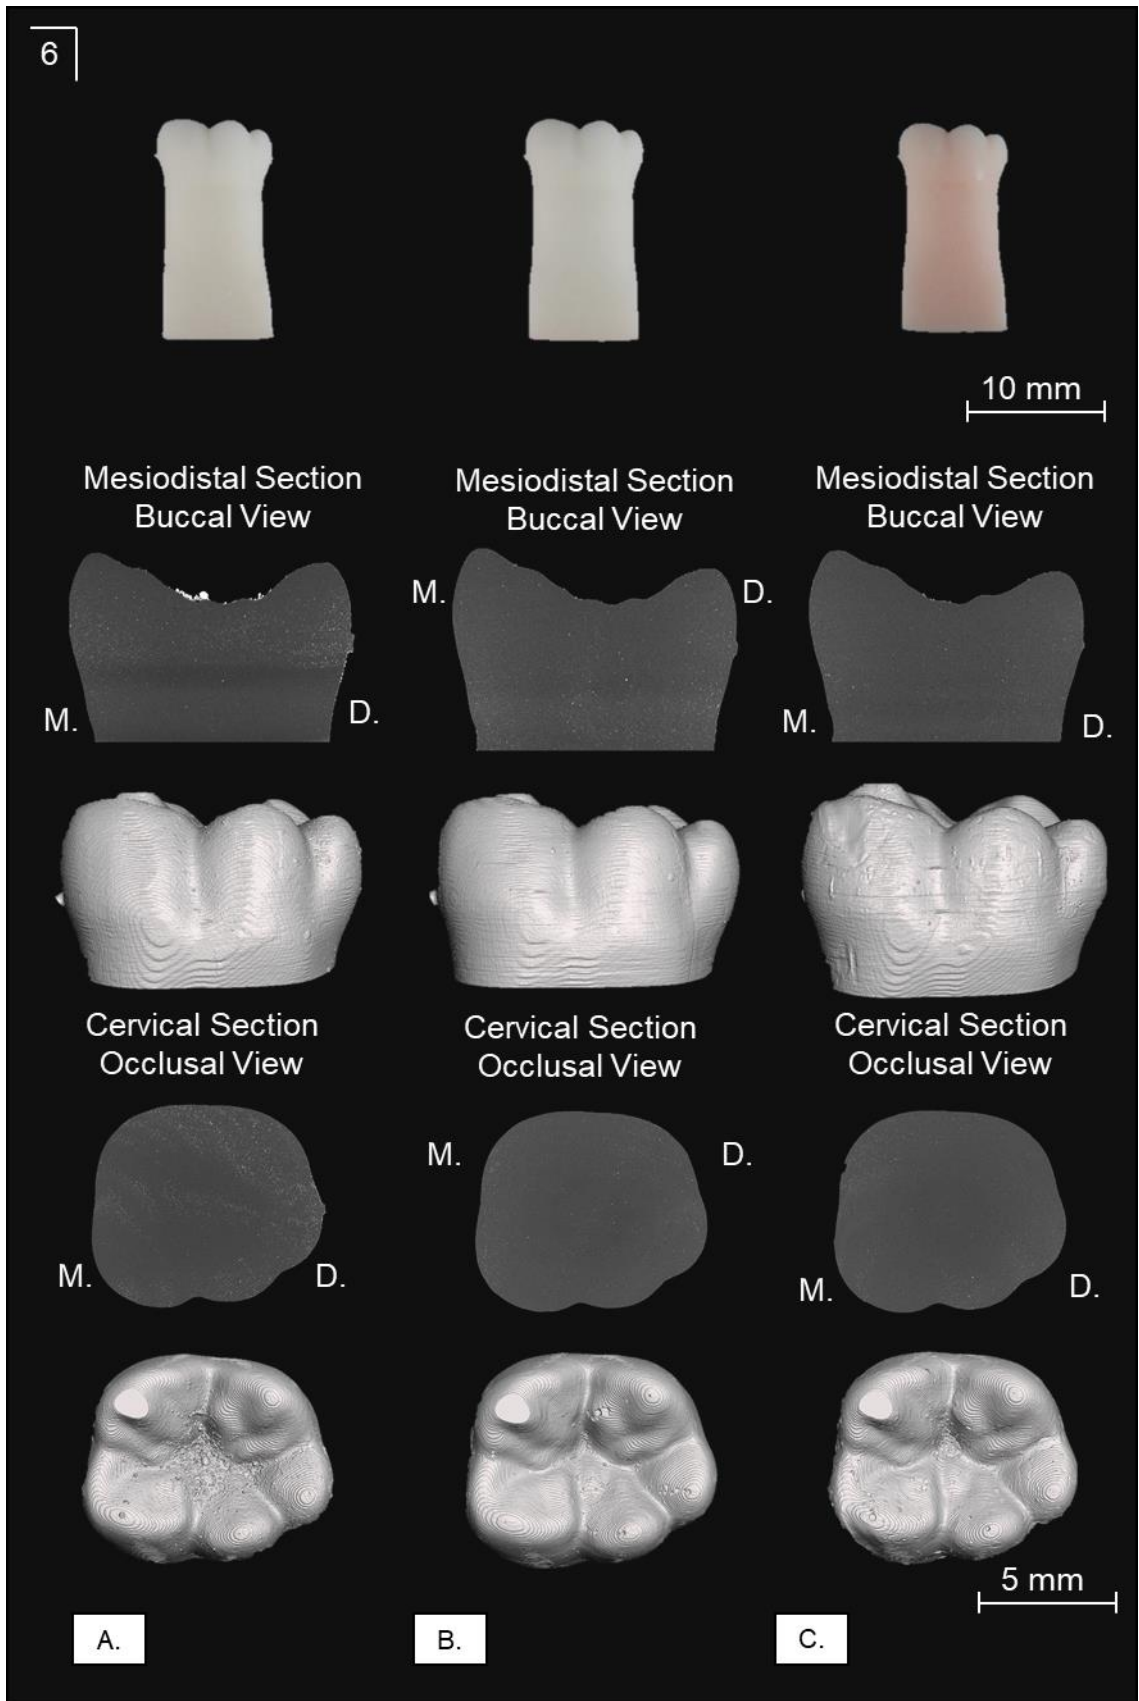 6
10 mm
Mesiodistal Section
Buccal View
Mesiodistal Section
Buccal View
Mesiodistal Section
Buccal View
M.
D.
M.
D.
M.
D.
Cervical Section
Occlusal View
Cervical Section
Occlusal View
Cervical Section
Occlusal View
M.
D.
M.
D.
M.
D.
5 mm
A.
B.
C.